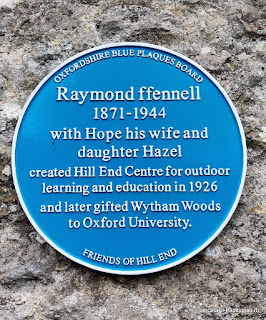 OXFORDSHIRE BLUE PLAQUES BOARD
Raymond ffennell
1871-1944
with Hope his wife and
daughter Hazel
created Hill End Centre for outdoor
learning and education in 1926
and later gifted Wytham Woods
to Oxford University.
FRIENDS OF HILL END